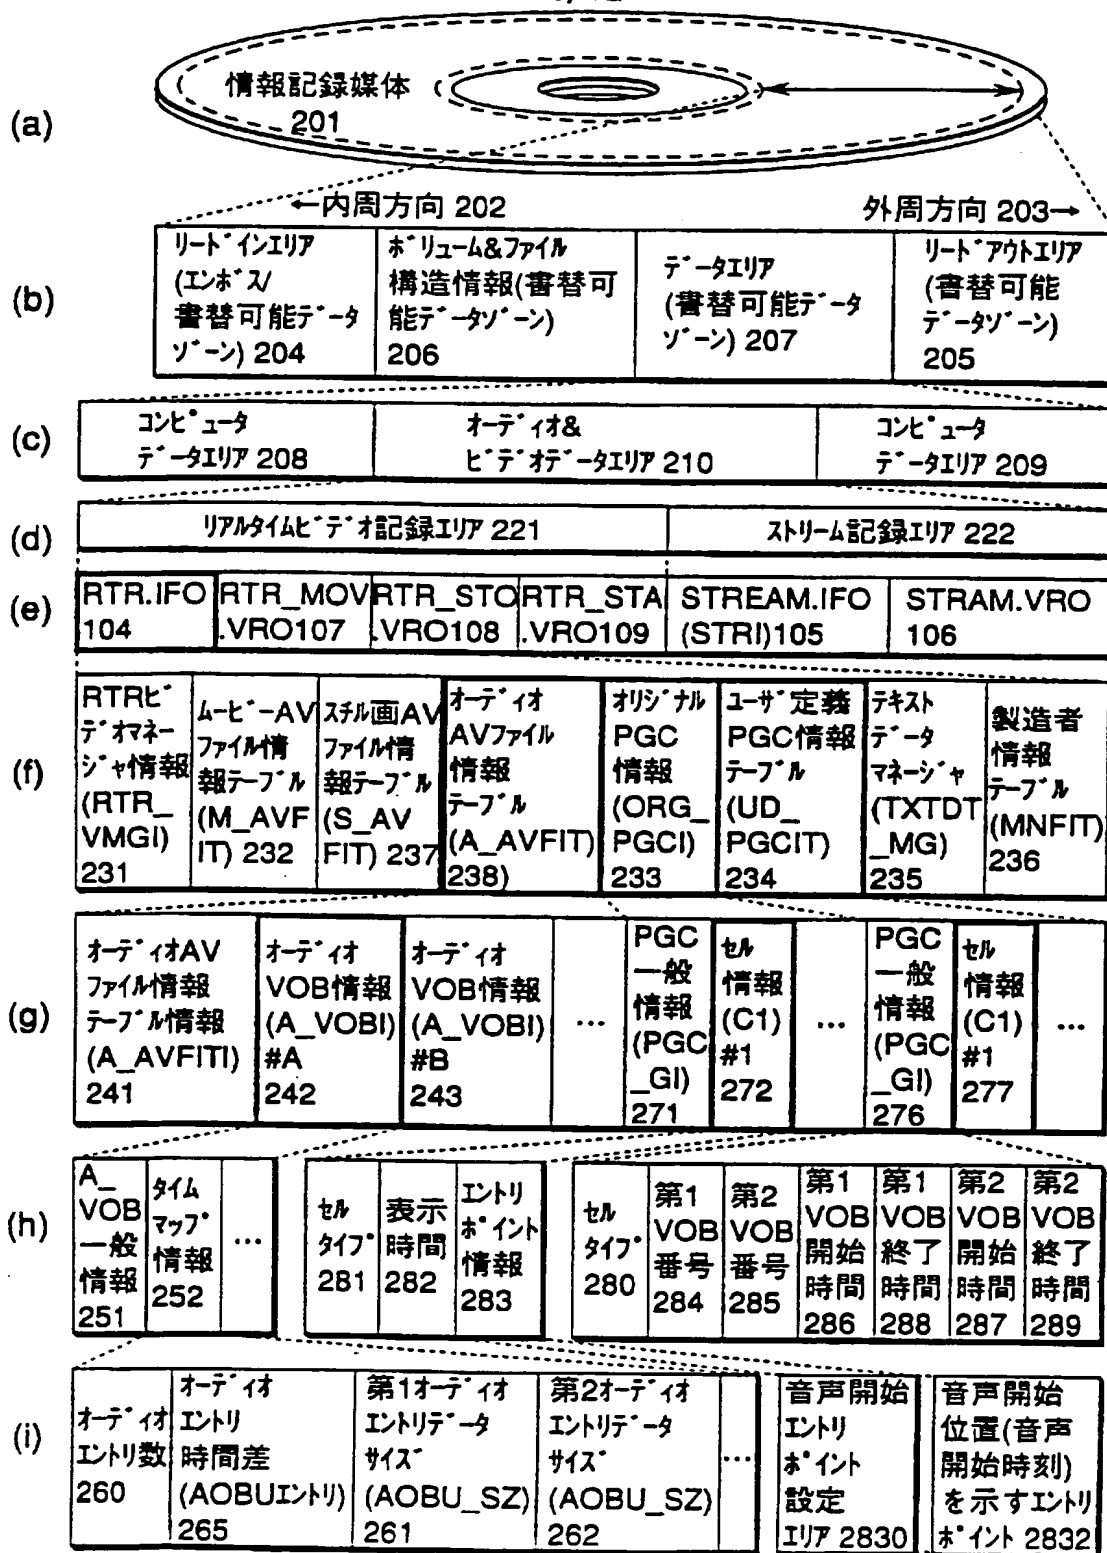 情報記録媒体
201
(a)
←内周方向 202
外周方向 203→
(b)
リードインエリア
(エンボス/
書替可能データ
ゾーン) 204
ボリューム&ファイル
構造情報(書替可
能データゾーン)
206
データエリア
(書替可能データ
ゾーン) 207
リードアウトエリア
(書替可能
データゾーン)
205
(c)
コンピュータ
データエリア 208
オーディオ&
ビデオデータエリア 210
コンピュータ
データエリア 209
(d)
リアルタイムビデオ記録エリア 221
ストリーム記録エリア 222
(e)
RTR.IFO
104
RTR_MOV
.VRO107
RTR_STO
.VRO108
RTR_STA
.VRO109
STREAM.IFO
(STRI)105
STRAM.VRO
106
(f)
RTRビ
デオマネー
ジャ情報
(RTR_
VMGI)
231
ムービーAV
ファイル情
報テーブル
(M_AVF
IT) 232
スチル画AV
ファイル情
報テーブル
(S_AV
FIT) 237
オーディオ
AVファイル
情報
テーブル
(A_AVFIT)
238)
オリジナル
PGC
情報
(ORG_
PGCI)
233
ユーザ定義
PGC情報
テーブル
(UD_
PGCIT)
234
テキスト
データ
マネージャ
(TXTDT
_MG)
235
製造者
情報
テーブル
(MNFIT)
236
(g)
オーディオAV
ファイル情報
テーブル情報
(A_AVFITI)
241
オーディオ
VOB情報
(A_VOBI)
#A
242
オーディオ
VOB情報
(A_VOBI)
#B
243
…
PGC
一般
情報
(PGC
_GI)
271
セル
情報
(C1)
#1
272
…
PGC
一般
情報
(PGC
_GI)
276
セル
情報
(C1)
#1
277
…
(h)
A_
VOB
一般
情報
251
タイム
マップ
情報
252
…
セル
タイプ
281
表示
時間
282
エントリ
ポイント
情報
283
セル
タイプ
280
第1
VOB
番号
284
第2
VOB
番号
285
第1
VOB
開始
時間
286
第1
VOB
終了
時間
288
第2
VOB
開始
時間
287
第2
VOB
終了
時間
289
(i)
オーディオ
エントリ数
260
オーディオ
エントリ
時間差
(AOBUエントリ)
265
第1オーディオ
エントリデータ
サイズ
(AOBU_SZ)
261
第2オーディオ
エントリデータ
サイズ
(AOBU_SZ)
262
…
音声開始
エントリ
ポイント
設定
エリア 2830
音声開始
位置(音声
開始時刻)
を示すエントリ
ポイント 2832